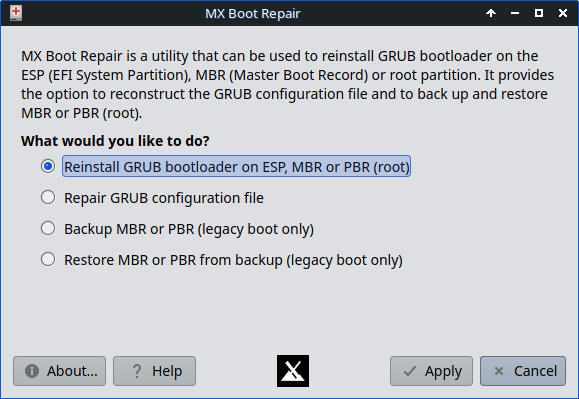 MX Boot Repair
MX Boot Repair is a utility that can be used to reinstall GRUB bootloader on the
ESP (EFI System Partition), MBR (Master Boot Record) or root partition. It provides
the option to reconstruct the GRUB configuration file and to back up and restore
MBR or PBR (root).
What would you like to do?
Reinstall GRUB bootloader on ESP, MBR or PBR (root)
Repair GRUB configuration file
Backup MBR or PBR (legacy boot only)
Restore MBR or PBR from backup (legacy boot only)
About... ? Help Apply Cancel